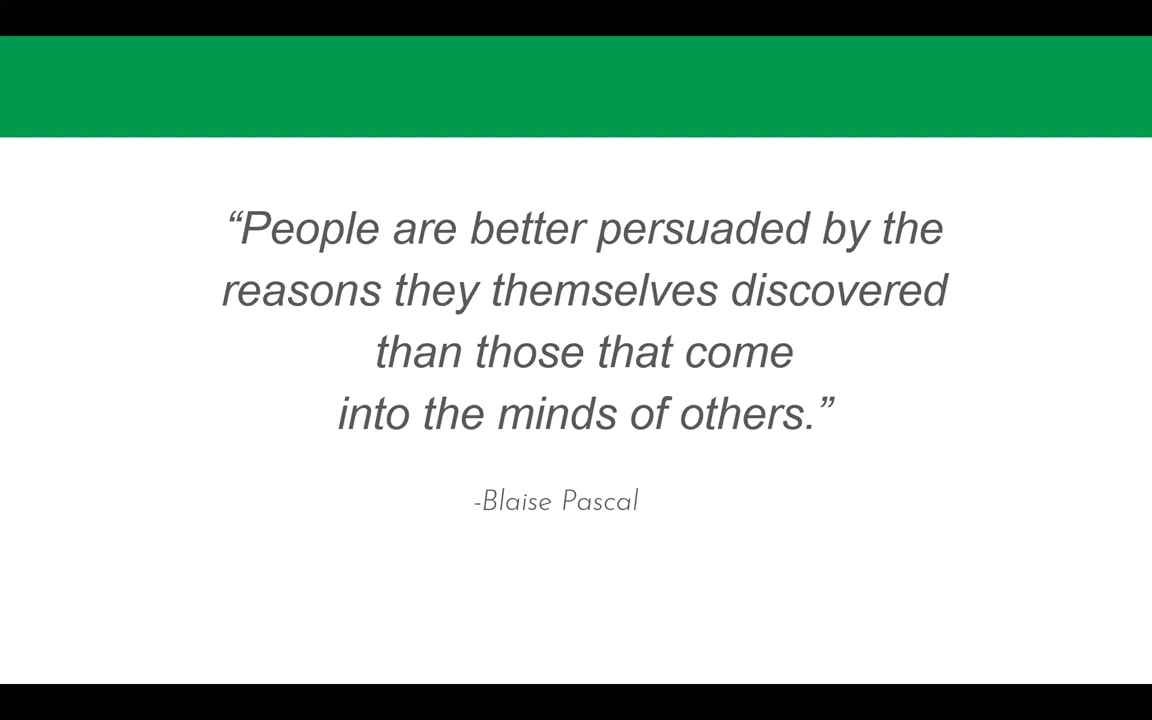 “People are better persuaded by the
reasons they themselves discovered
than those that come
into the minds of others.”
-Blaise Pascal